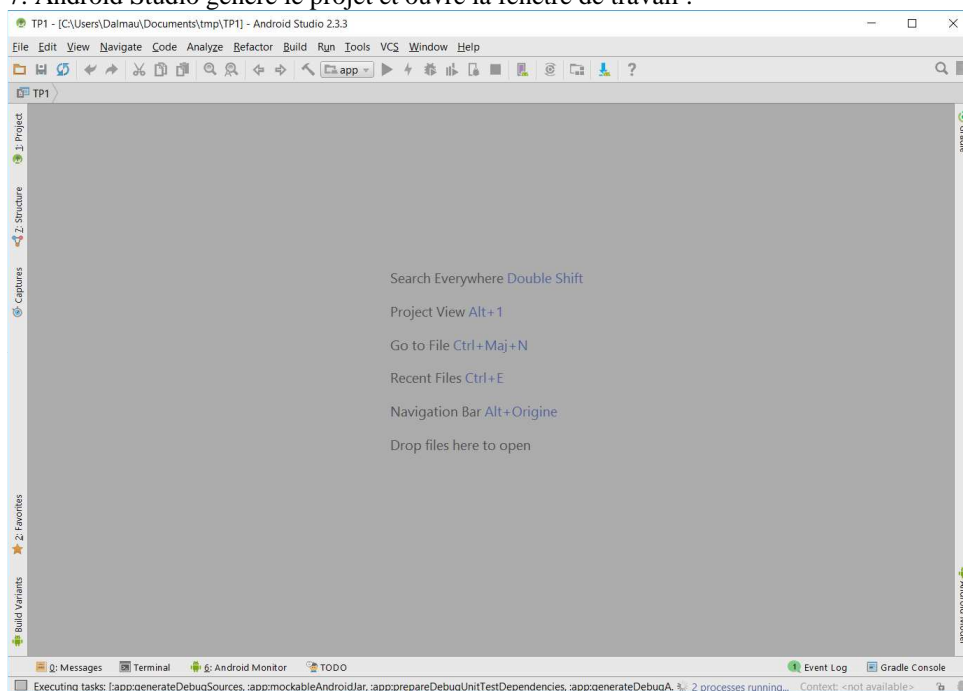 7. Android Studio génère le projet et ouvre la fenêtre de travail :
TP1 - [C:\Users\Dalmau\Documents\tmp\TP1] - Android Studio 2.3.3
File Edit View Navigate Code Analyze Refactor Build Run Tools VCS Window Help
app
TP1
1: Project
Z: Structure
Captures
2: Favorites
Build Variants
Search Everywhere Double Shift
Project View Alt+1
Go to File Ctrl+Maj+N
Recent Files Ctrl+E
Navigation Bar Alt+Origine
Drop files here to open
Gradle
Android Model
0: Messages Terminal 6: Android Monitor TODO 1 Event Log Gradle Console
Executing tasks: [:app:generateDebugSources, :app:mockableAndroidJar, :app:prepareDebugUnitTestDependencies, :app:generateDebugA. 2 processes running... Context: <not available>